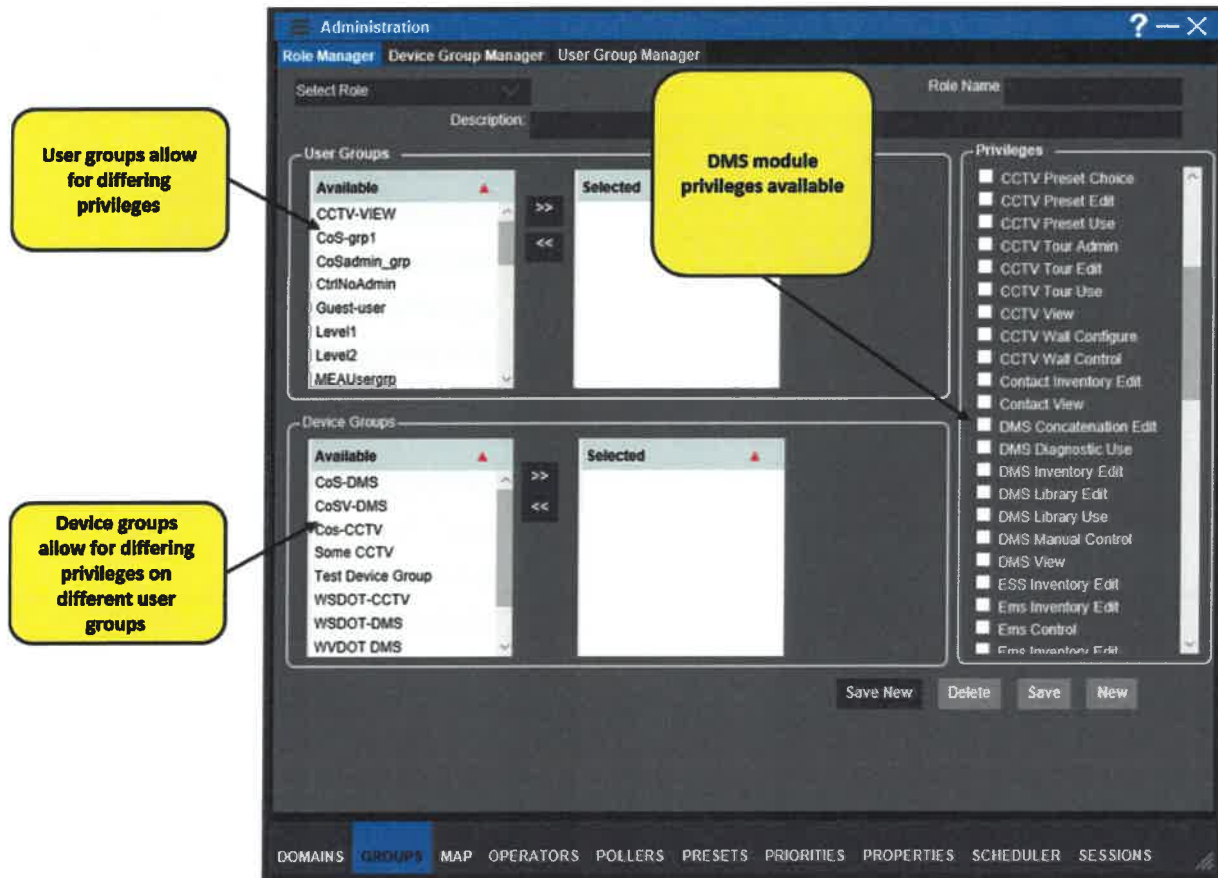 Administration
? — ×
Role Manager Device Group Manager User Group Manager
Select Role
Role Name
Description:
User groups allow
for differing
privileges
DMS module
privileges available
User Groups
Available
CCTV-VIEW
CoS-grp1
CoSadmin_grp
CtrlNoAdmin
Guest-user
Level1
Level2
MEAUsergrp
>>
<<
Selected
Privileges
CCTV Preset Choice
CCTV Preset Edit
CCTV Preset Use
CCTV Tour Admin
CCTV Tour Edit
CCTV Tour Use
CCTV View
CCTV Wall Configure
CCTV Wall Control
Contact Inventory Edit
Contact View
DMS Concatenation Edit
DMS Diagnostic Use
DMS Inventory Edit
DMS Library Edit
DMS Library Use
DMS Manual Control
DMS View
ESS Inventory Edit
Ems Inventory Edit
Ems Control
Ems Inventory Edit
Device groups
allow for differing
privileges on
different user
groups
Device Groups
Available
CoS-DMS
CoSV-DMS
Cos-CCTV
Some CCTV
Test Device Group
WSDOT-CCTV
WSDOT-DMS
WVDOT DMS
>>
<<
Selected
Save New Delete Save New
DOMAINS GROUPS MAP OPERATORS POLLERS PRESETS PRIORITIES PROPERTIES SCHEDULER SESSIONS